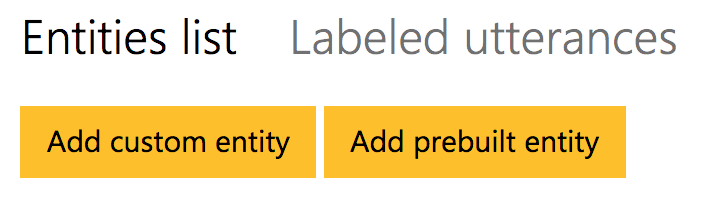 Entities list Labeled utterances
Add custom entity Add prebuilt entity